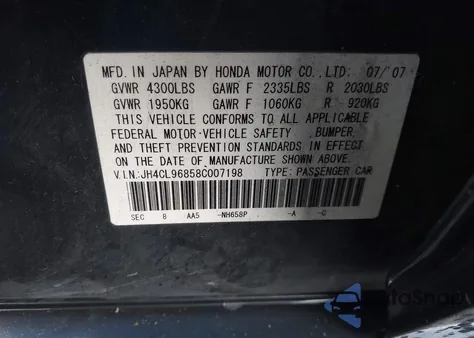 MFD. IN JAPAN BY HONDA MOTOR CO.,LTD: 07/'07
GVWR 4300LBS GAWR F 2335LBS R 2030LBS
GVWR 1950KG GAWR F 1060KG R 920KG
THIS VEHICLE CONFORMS TO ALL APPLICABLE
FEDERAL MOTOR-VEHICLE SAFETY ,BUMPER,
AND THEFT PREVENTION STANDARDS IN EFFECT
ON THE DATE OF MANUFACTURE SHOWN ABOVE.
V.I.N:JH4CL96858C007198 TYPE: PASSENGER CAR
SEC 8 AA5 -NH658P -A -C
AutoSnap